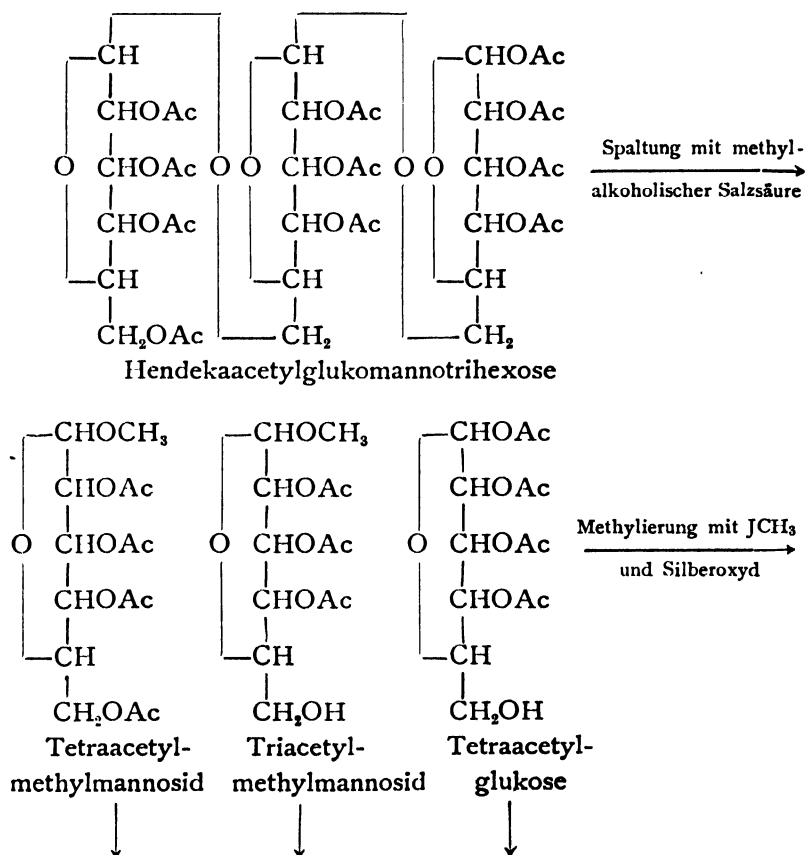 CH CH CHOAc
CHOAc CHOAc CHOAc
Spaltung mit methyl-
O CHOAc O O CHOAc O O CHOAc
alkoholischer Salzsäure
CHOAc CHOAc CHOAc
CH CH CH
CH₂OAc CH₂ CH₂
Hendekaacetylglukomannotrihexose
CHOCH₃ CHOCH₃ CHOAc
CHOAc CHOAc CHOAc
Methylierung mit JCH₃
O CHOAc O CHOAc O CHOAc
und Silberoxyd
CHOAc CHOAc CHOAc
CH CH CH
CH₂OAc CH₂OH CH₂OH
Tetraacetyl- Triacetyl- Tetraacetyl-
methylmannosid methylmannosid glukose